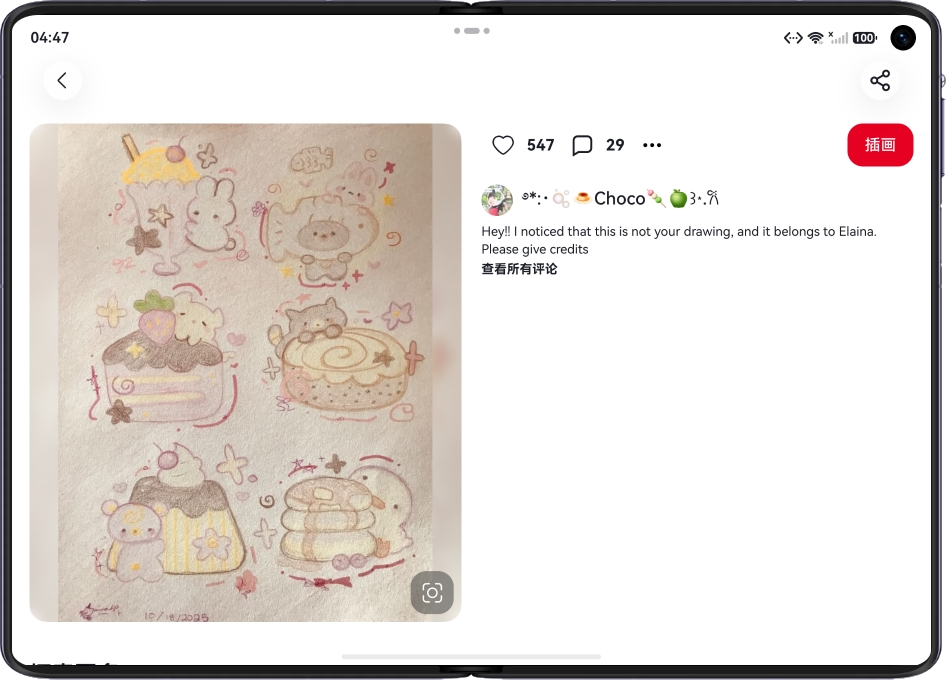 04:47
100
547
29
插画
Choco
Hey!! I noticed that this is not your drawing, and it belongs to Elaina.
Please give credits
查看所有评论
10/18/2025